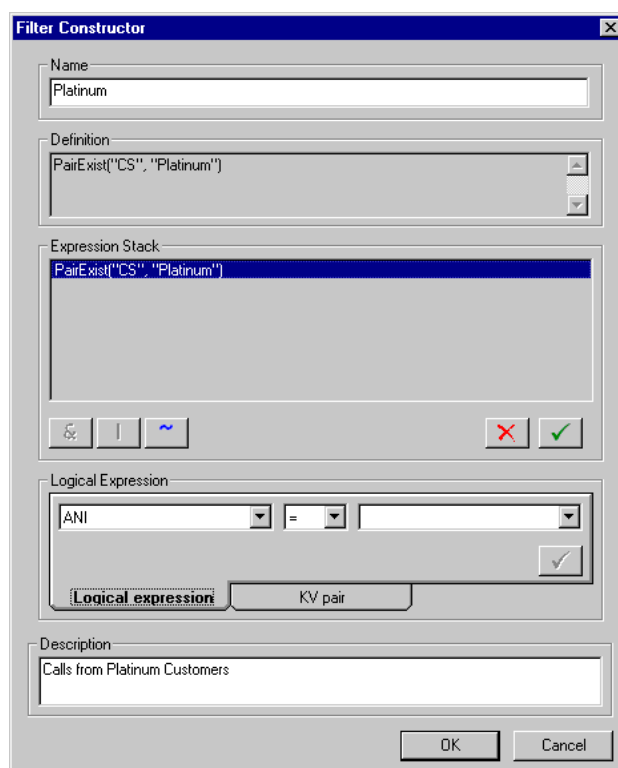 Filter Constructor
Name
Platinum
Definition
PairExist("CS", "Platinum")
Expression Stack
PairExist("CS", "Platinum")
& | ~
Logical Expression
ANI =
Logical expression KV pair
Description
Calls from Platinum Customers
OK Cancel